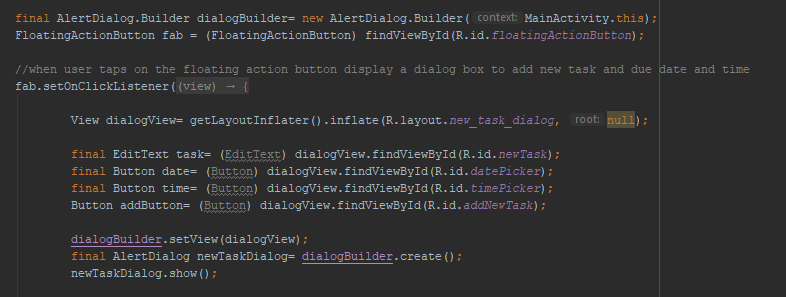 final AlertDialog.Builder dialogBuilder= new AlertDialog.Builder( context: MainActivity.this);
FloatingActionButton fab = (FloatingActionButton) findViewById(R.id.floatingActionButton);
//when user taps on the floating action button display a dialog box to add new task and due date and time
fab.setOnClickListener((view) → {
View dialogView= getLayoutInflater().inflate(R.layout.new_task_dialog, root: null);
final EditText task= (EditText) dialogView.findViewById(R.id.newTask);
final Button date= (Button) dialogView.findViewById(R.id.datePicker);
final Button time= (Button) dialogView.findViewById(R.id.timePicker);
Button addButton= (Button) dialogView.findViewById(R.id.addNewTask);
dialogBuilder.setView(dialogView);
final AlertDialog newTaskDialog= dialogBuilder.create();
newTaskDialog.show();